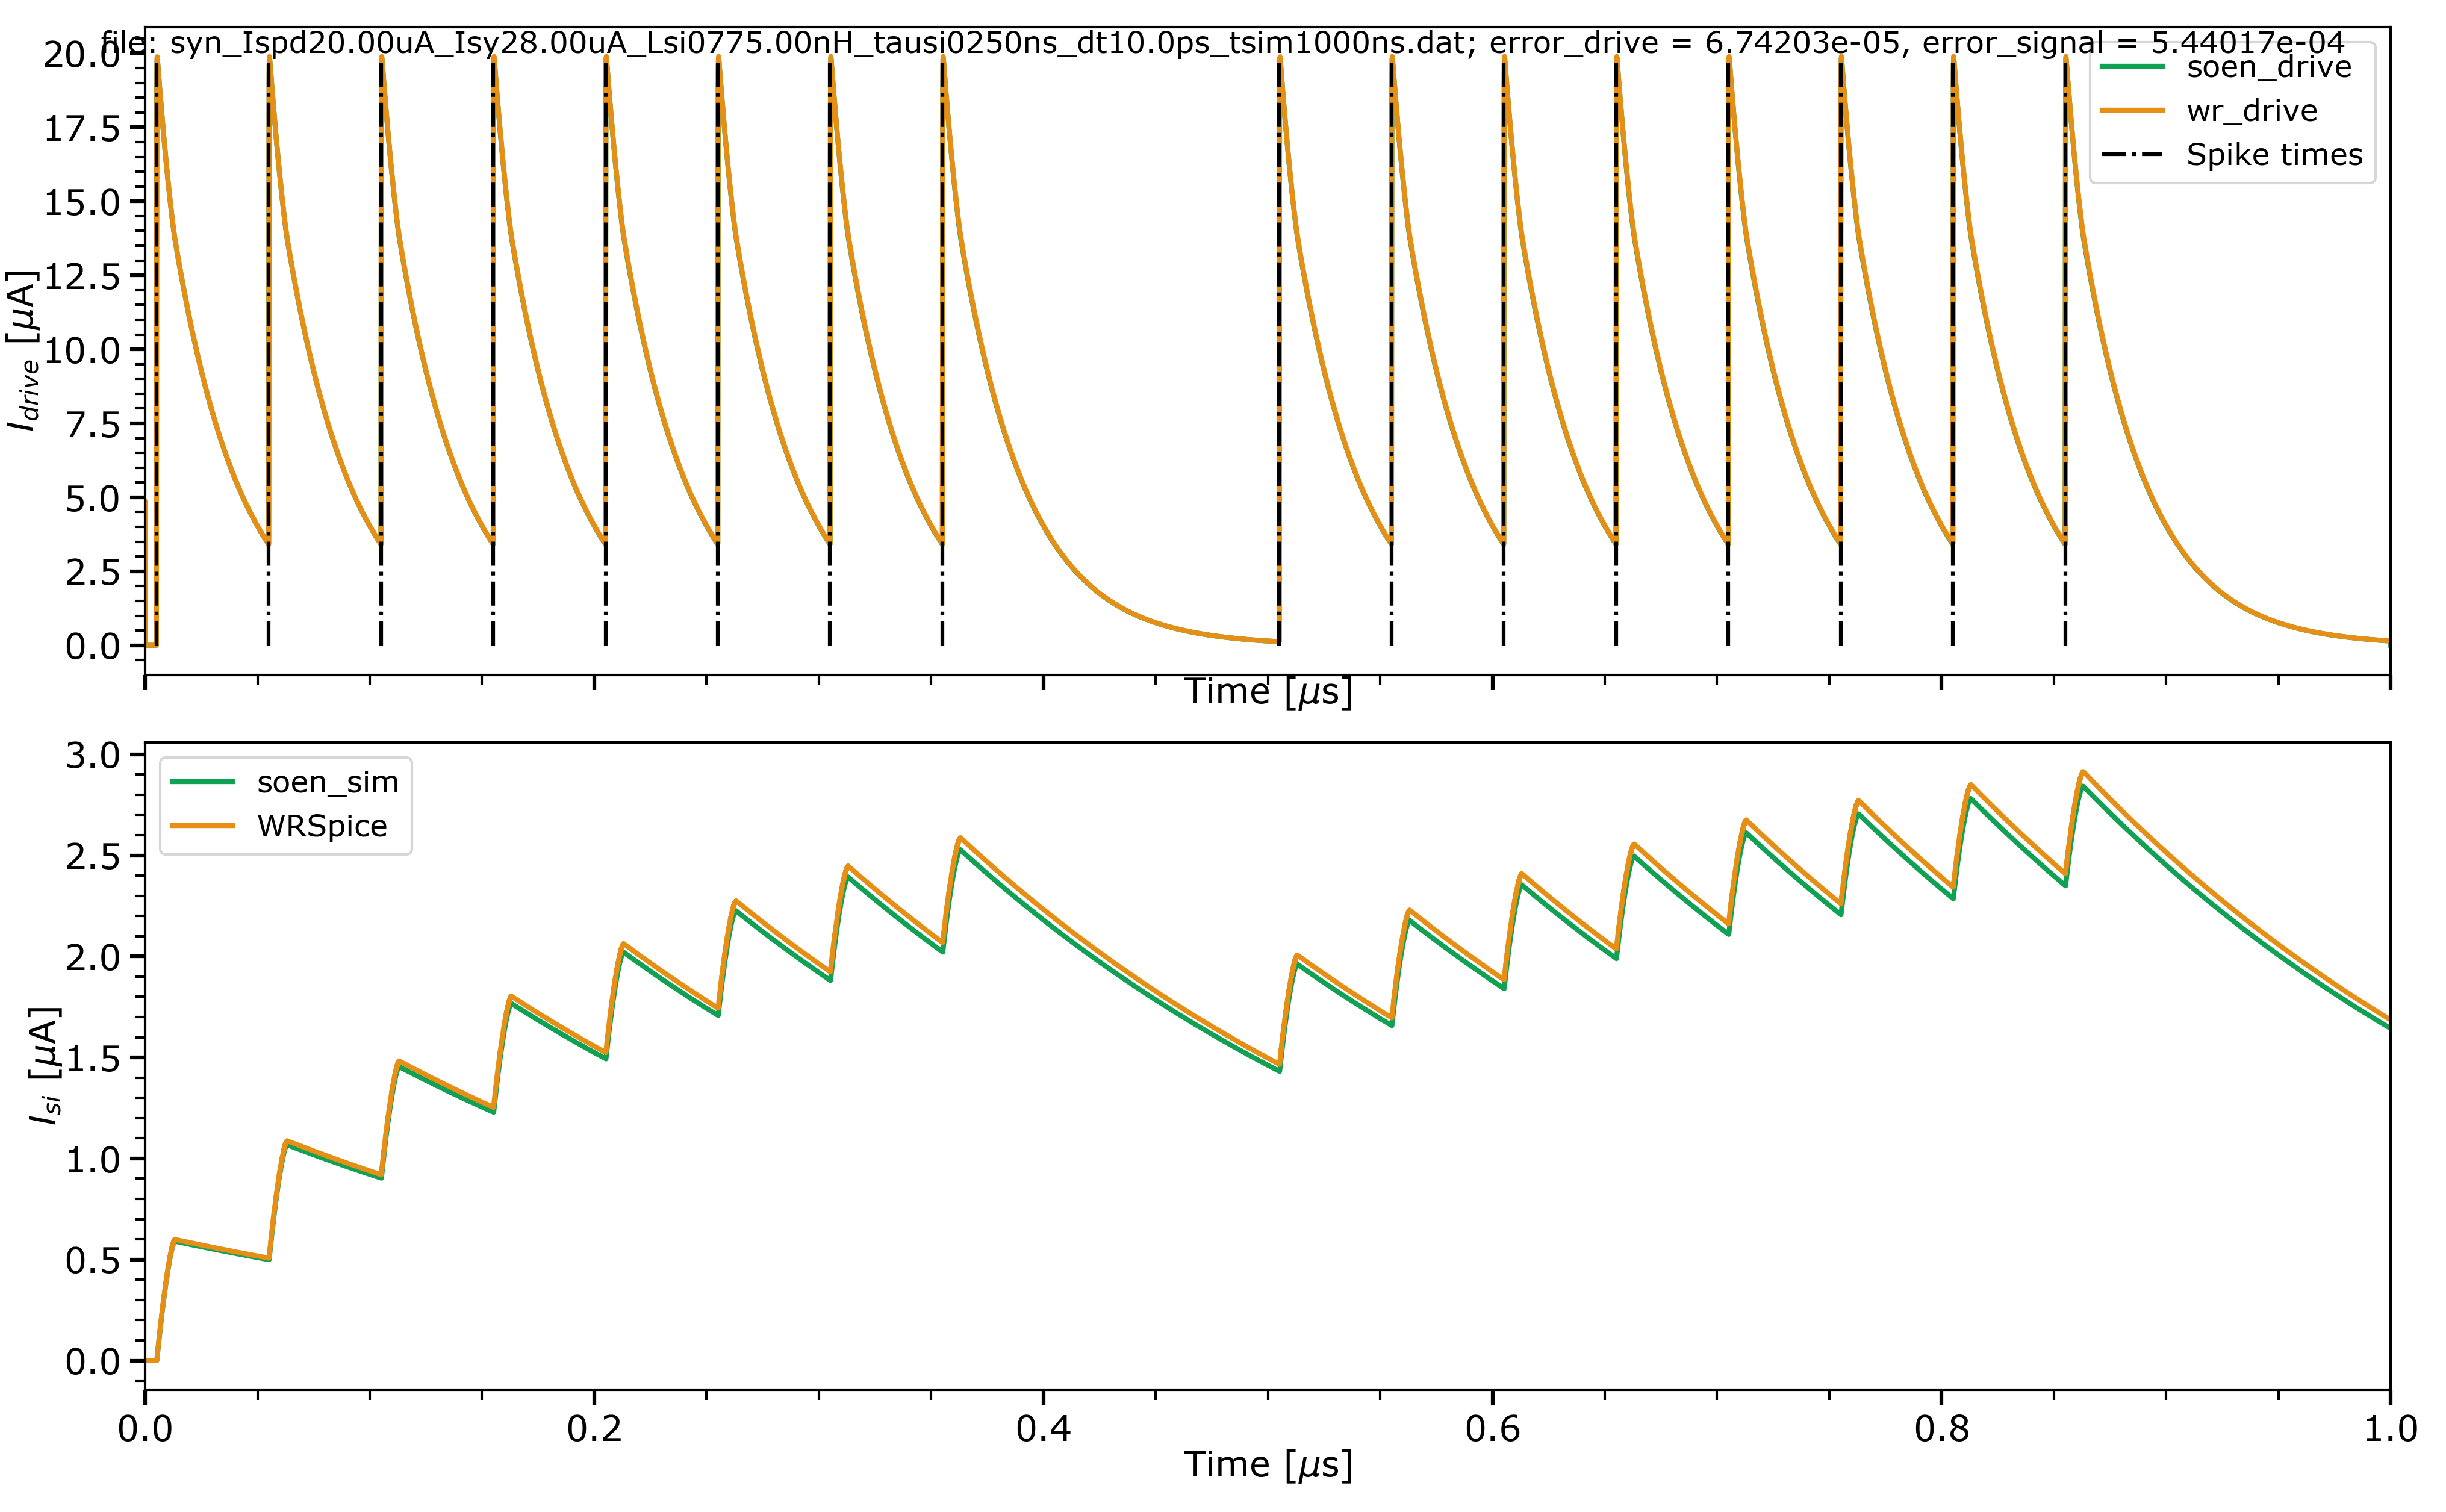 file: syn_Ispd20.00uA_Isy28.00uA_Lsi0775.00nH_tausi0250ns_dt10.0ps_tsim1000ns.dat; error_drive = 6.74203e-05, error_signal = 5.44017e-04
soen_drive
wr_drive
Spike times
20.0
17.5
15.0
12.5
10.0
7.5
5.0
2.5
0.0
I_drive [μA]
Time [μs]
soen_sim
WRSpice
3.0
2.5
2.0
1.5
1.0
0.5
0.0
I_si [μA]
0.0 0.2 0.4 0.6 0.8 1.0
Time [μs]